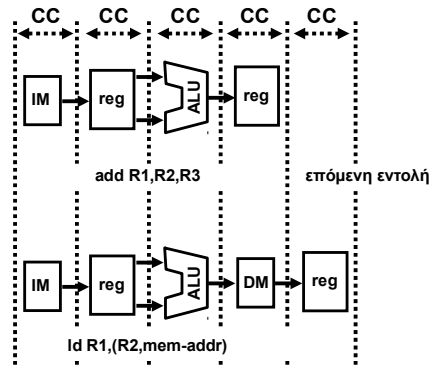 CC CC CC CC CC
IM reg ALU reg
add R1,R2,R3 επόμενη εντολή
IM reg ALU DM reg
ld R1,(R2,mem-addr)